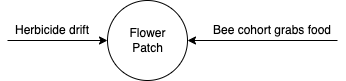 Herbicide drift
Flower
Patch
Bee cohort grabs food